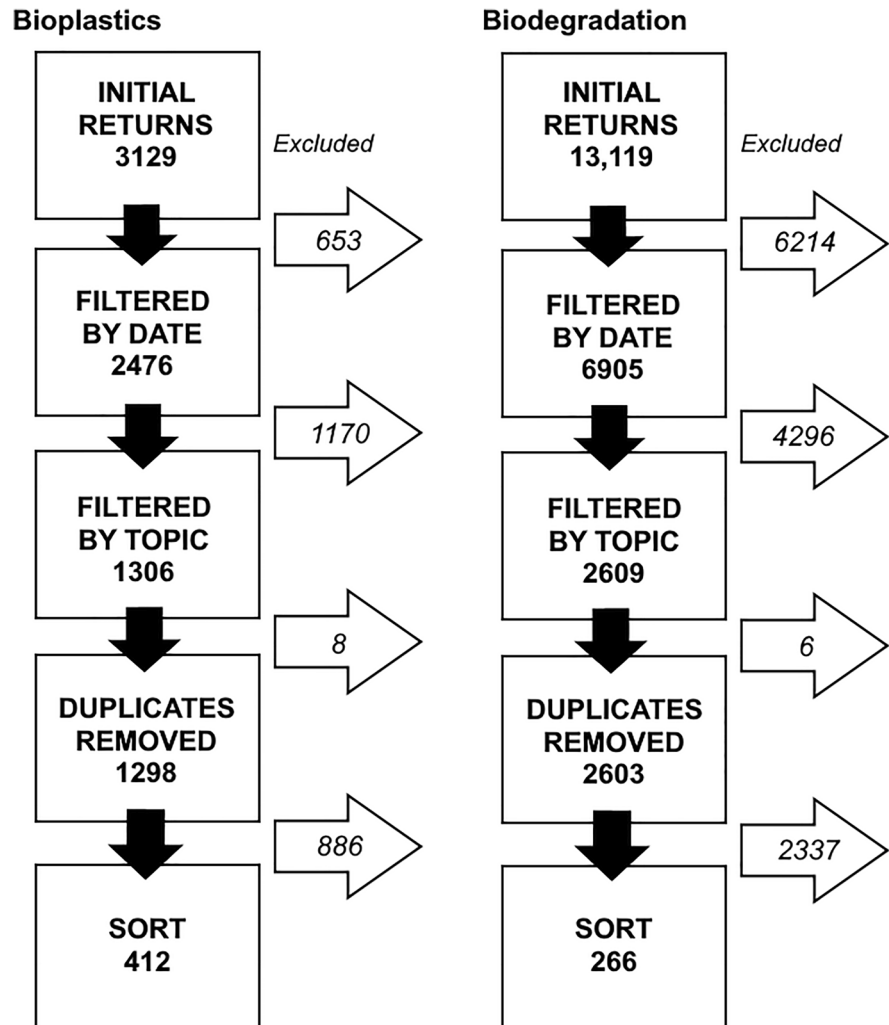 Bioplastics
INITIAL
RETURNS
3129
Excluded
653
FILTERED
BY DATE
2476
1170
FILTERED
BY TOPIC
1306
8
DUPLICATES
REMOVED
1298
886
SORT
412
Biodegradation
INITIAL
RETURNS
13,119
Excluded
6214
FILTERED
BY DATE
6905
4296
FILTERED
BY TOPIC
2609
6
DUPLICATES
REMOVED
2603
2337
SORT
266